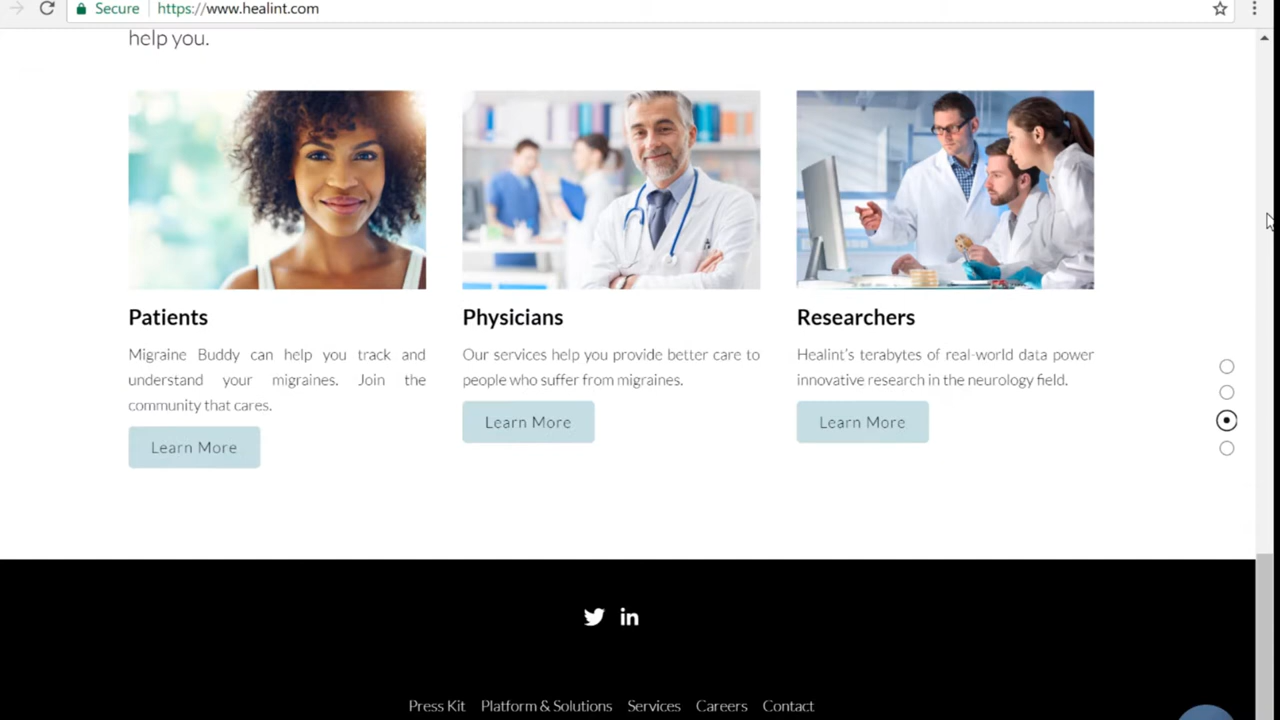 Secure https://www.healint.com
help you.
Patients
Migraine Buddy can help you track and
understand your migraines. Join the
community that cares.
Learn More
Physicians
Our services help you provide better care to
people who suffer from migraines.
Learn More
Researchers
Healint's terabytes of real-world data power
innovative research in the neurology field.
Learn More
in
Press Kit Platform & Solutions Services Careers Contact